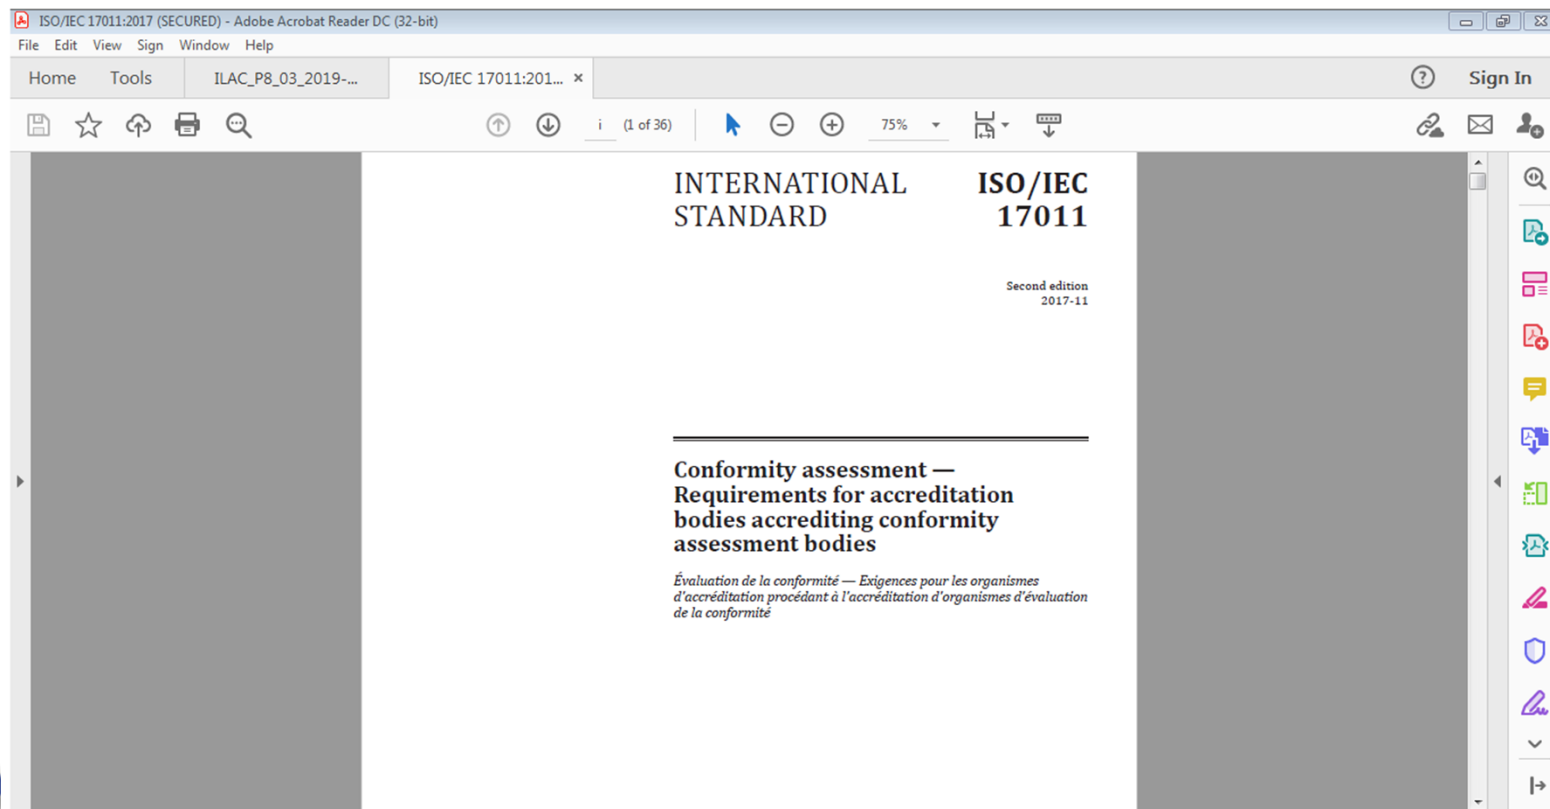 ISO/IEC 17011:2017 (SECURED) - Adobe Acrobat Reader DC (32-bit)
File Edit View Sign Window Help
Home Tools ILAC_P8_03_2019-... ISO/IEC 17011:201... × Sign In
i (1 of 36) 75%
INTERNATIONAL STANDARD
ISO/IEC 17011
Second edition
2017-11
Conformity assessment —
Requirements for accreditation
bodies accrediting conformity
assessment bodies
Évaluation de la conformité — Exigences pour les organismes
d'accréditation procédant à l'accréditation d'organismes d'évaluation
de la conformité